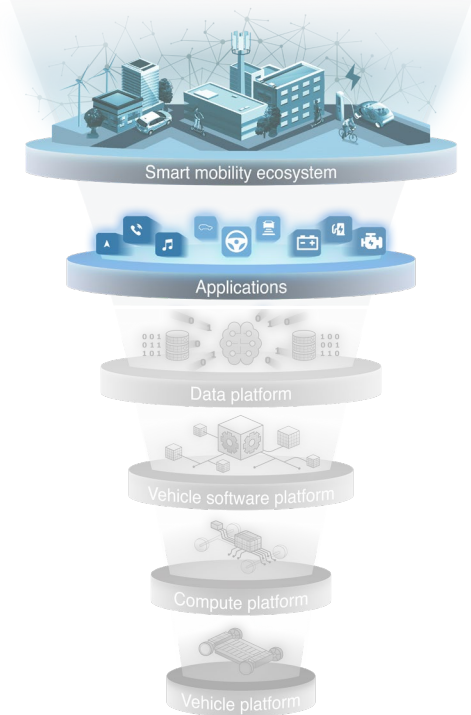 Smart mobility ecosystem
Applications
001
011
101
100
001
110
Data platform
Vehicle software platform
Compute platform
Vehicle platform